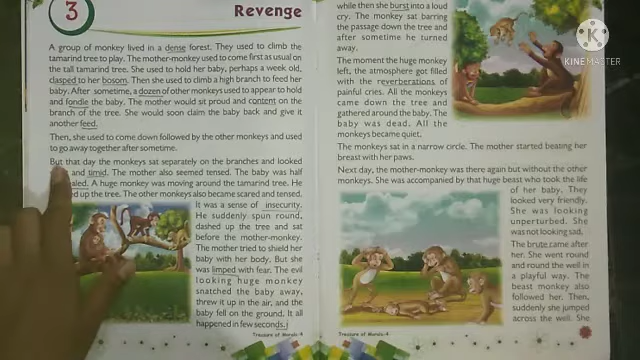 3
Revenge
A group of monkey lived in a dense forest. They used to climb the
tamarind tree to play. The mother-monkey used to come first as usual on
the tall tamarind tree. She used to hold her baby, perhaps a week old,
clasped to her bosom. Then she used to climb a high branch to feed her
baby. After sometime, a dozen of other monkeys used to appear to hold
and fondle the baby. The mother would sit proud and content on the
branch of the tree. She would soon claim the baby back and give it
another feed.
Then, she used to come down followed by the other monkeys and used
to go away together after sometime.
But that day the monkeys sat separately on the branches and looked
and timid. The mother also seemed tensed. The baby was half
A huge monkey was moving around the tamarind tree. He
up the tree. The other monkeys also became scared and tensed.
It was a sense of insecurity.
He suddenly spun round,
dashed up the tree and sat
before the mother-monkey.
The mother tried to shield her
baby with her body. But she
was limped with fear. The evil
looking huge monkey
snatched the baby away,
threw it up in the air, and the
baby fell on the ground. It all
happened in few seconds.
Treasure of Morals-4
while then she burst into a loud
cry. The monkey sat barring
the passage down the tree and
after sometime he turned
away.
The moment the huge monkey
left, the atmosphere got filled
with the reverberations of
painful cries. All the monkeys
came down the tree and
gathered around the baby. The
baby was dead. All the
monkeys became quiet.
The monkeys sat in a narrow circle. The mother started beating her
breast with her paws.
Next day, the mother-monkey was there again but without the other
monkeys. She was accompanied by that huge beast who took the life
of her baby. They
looked very friendly.
She was looking
unperturbed. She
was not looking sad.
The brute came after
her. She went round
and round the well in
a playful way. The
beast monkey also
followed her. Then,
suddenly she jumped
across the well. She
Treasure of Morals-4
KINEMASTER